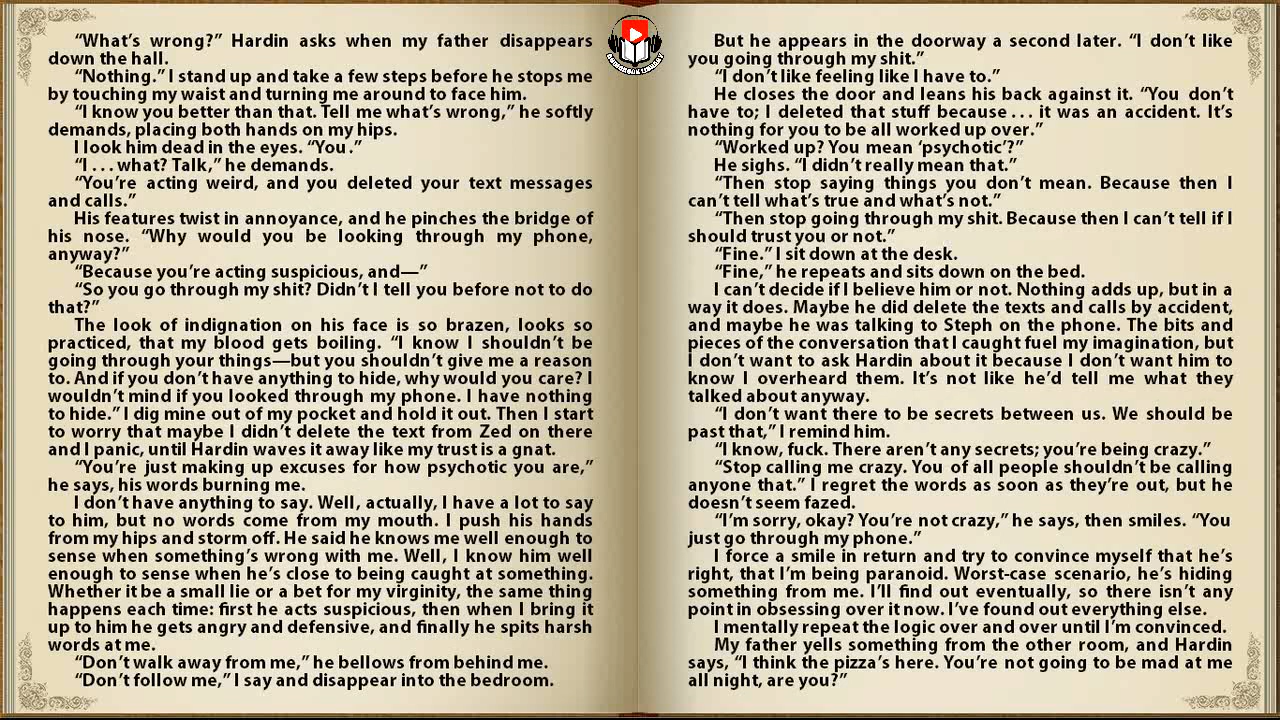 “What’s wrong?” Hardin asks when my father disappears
down the hall.
“Nothing.” I stand up and take a few steps before he stops me
by touching my waist and turning me around to face him.
“I know you better than that. Tell me what’s wrong,” he softly
demands, placing both hands on my hips.
I look him dead in the eyes. “You.”
“I . . . what? Talk,” he demands.
“You’re acting weird, and you deleted your text messages
and calls.”
His features twist in annoyance, and he pinches the bridge of
his nose. “Why would you be looking through my phone,
anyway?”
“Because you’re acting suspicious, and—”
“So you go through my shit? Didn’t I tell you before not to do
that?”
The look of indignation on his face is so brazen, looks so
practiced, that my blood gets boiling. “I know I shouldn’t be
going through your things—but you shouldn’t give me a reason
to. And if you don’t have anything to hide, why would you care? I
wouldn’t mind if you looked through my phone. I have nothing
to hide.” I dig mine out of my pocket and hold it out. Then I start
to worry that maybe I didn’t delete the text from Zed on there
and I panic, until Hardin waves it away like my trust is a gnat.
“You’re just making up excuses for how psychotic you are,”
he says, his words burning me.
I don’t have anything to say. Well, actually, I have a lot to say
to him, but no words come from my mouth. I push his hands
from my hips and storm off. He said he knows me well enough to
sense when something’s wrong with me. Well, I know him well
enough to sense when he’s close to being caught at something.
Whether it be a small lie or a bet for my virginity, the same thing
happens each time: first he acts suspicious, then when I bring it
up to him he gets angry and defensive, and finally he spits harsh
words at me.
“Don’t walk away from me,” he bellows from behind me.
“Don’t follow me,” I say and disappear into the bedroom.
But he appears in the doorway a second later. “I don’t like
you going through my shit.”
“I don’t like feeling like I have to.”
He closes the door and leans his back against it. “You don’t
have to; I deleted that stuff because . . . it was an accident. It’s
nothing for you to be all worked up over.”
“Worked up? You mean ‘psychotic’?”
He sighs. “I didn’t really mean that.”
“Then stop saying things you don’t mean. Because then I
can’t tell what’s true and what’s not.”
“Then stop going through my shit. Because then I can’t tell if I
should trust you or not.”
“Fine.” I sit down at the desk.
“Fine,” he repeats and sits down on the bed.
I can’t decide if I believe him or not. Nothing adds up, but in a
way it does. Maybe he did delete the texts and calls by accident,
and maybe he was talking to Steph on the phone. The bits and
pieces of the conversation that I caught fuel my imagination, but
I don’t want to ask Hardin about it because I don’t want him to
know I overheard them. It’s not like he’d tell me what they
talked about anyway.
“I don’t want there to be secrets between us. We should be
past that,” I remind him.
“I know, fuck. There aren’t any secrets; you’re being crazy.”
“Stop calling me crazy. You of all people shouldn’t be calling
anyone that.” I regret the words as soon as they’re out, but he
doesn’t seem fazed.
“I’m sorry, okay? You’re not crazy,” he says, then smiles. “You
just go through my phone.”
I force a smile in return and try to convince myself that he’s
right, that I’m being paranoid. Worst-case scenario, he’s hiding
something from me. I’ll find out eventually, so there isn’t any
point in obsessing over it now. I’ve found out everything else.
I mentally repeat the logic over and over until I’m convinced.
My father yells something from the other room, and Hardin
says, “I think the pizza’s here. You’re not going to be mad at me
all night, are you?”